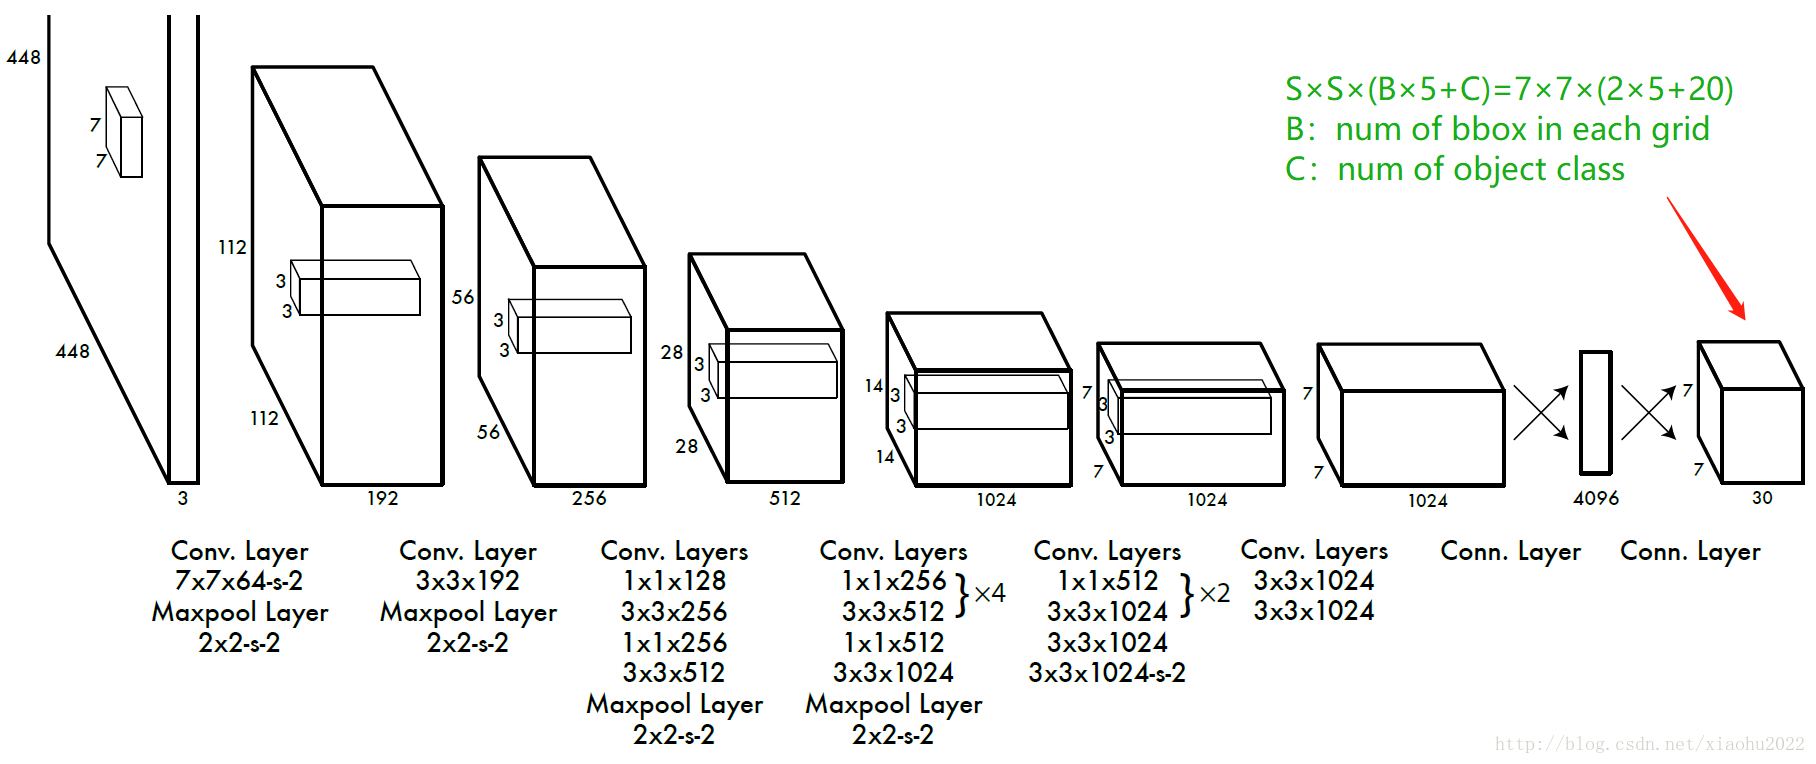 448
7
7
448
3
112
3
3
112
192
56
3
3
56
256
28
3
3
28
512
14
3
3
14
1024
7
3
3
7
1024
7
7
1024
4096
7
7
30
S×S×(B×5+C)=7×7×(2×5+20)
B：num of bbox in each grid
C：num of object class
Conv. Layer
7x7x64-s-2
Maxpool Layer
2x2-s-2
Conv. Layer
3x3x192
Maxpool Layer
2x2-s-2
Conv. Layers
1x1x128
3x3x256
1x1x256
3x3x512
Maxpool Layer
2x2-s-2
Conv. Layers
1x1x256
3x3x512
}×4
1x1x512
3x3x1024
Maxpool Layer
2x2-s-2
Conv. Layers
1x1x512
3x3x1024
}×2
3x3x1024
3x3x1024-s-2
Conv. Layers
3x3x1024
3x3x1024
Conn. Layer
Conn. Layer
http://blog.csdn.net/xiaohu2022